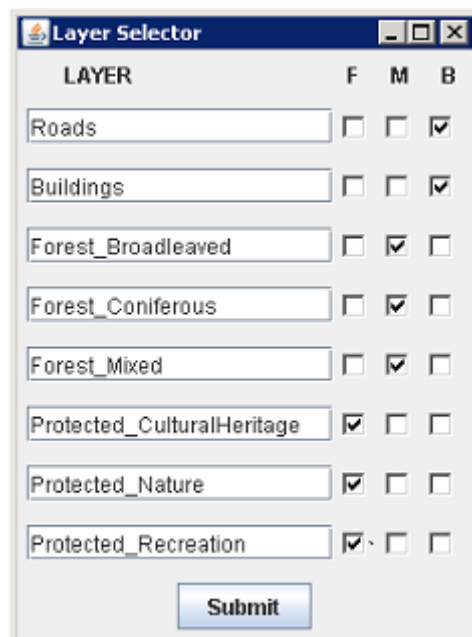 Layer Selector
LAYER F M B
Roads
Buildings
Forest_Broadleaved
Forest_Coniferous
Forest_Mixed
Protected_CulturalHeritage
Protected_Nature
Protected_Recreation
Submit